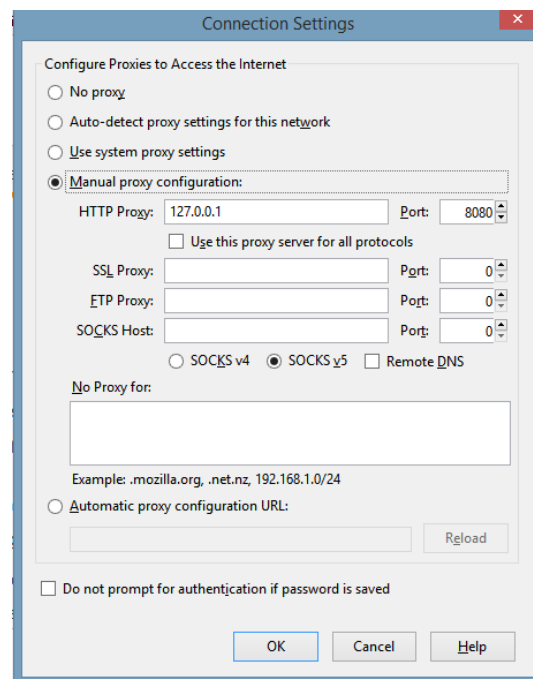 Connection Settings
Configure Proxies to Access the Internet
No proxy
Auto-detect proxy settings for this network
Use system proxy settings
Manual proxy configuration:
HTTP Proxy: 127.0.0.1 Port: 8080
Use this proxy server for all protocols
SSL Proxy: Port: 0
FTP Proxy: Port: 0
SOCKS Host: Port: 0
SOCKS v4 SOCKS v5 Remote DNS
No Proxy for:
Example: .mozilla.org, .net.nz, 192.168.1.0/24
Automatic proxy configuration URL:
Reload
Do not prompt for authentication if password is saved
OK Cancel Help